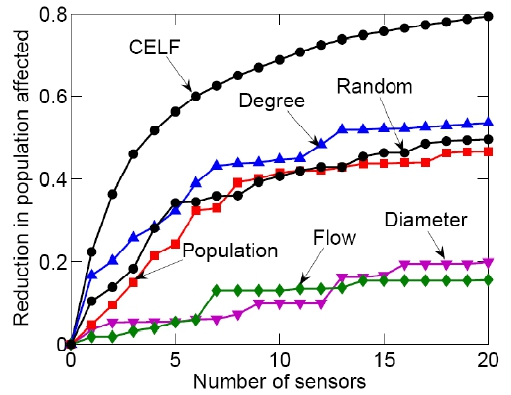 0.8
CELF
Degree
Random
0.6
0.4
0.2
0
Reduction in population affected
Population
Flow
Diameter
0
5
10
15
20
Number of sensors